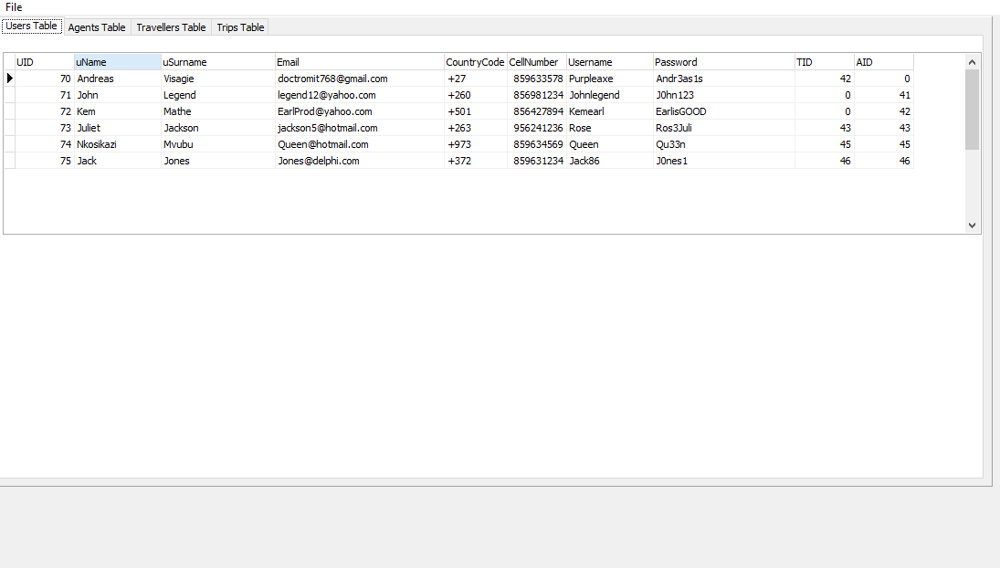 File
Users Table Agents Table Travellers Table Trips Table
UID uName uSurname Email CountryCode CellNumber Username Password TID AID
70 Andreas Visagie doctromit768@gmail.com +27 859633578 Purpleaxe Andr3as1s 42 0
71 John Legend legend12@yahoo.com +260 856981234 Johnlegend J0hn123 0 41
72 Kem Mathe EarlProd@yahoo.com +501 856427894 Kemearl EarlisGOOD 0 42
73 Juliet Jackson jackson5@hotmail.com +263 956241236 Rose Ros3Juli 43 43
74 Nkosikazi Mvubu Queen@hotmail.com +973 859634569 Queen Qu33n 45 45
75 Jack Jones Jones@delphi.com +372 859631234 Jack86 J0nes1 46 46